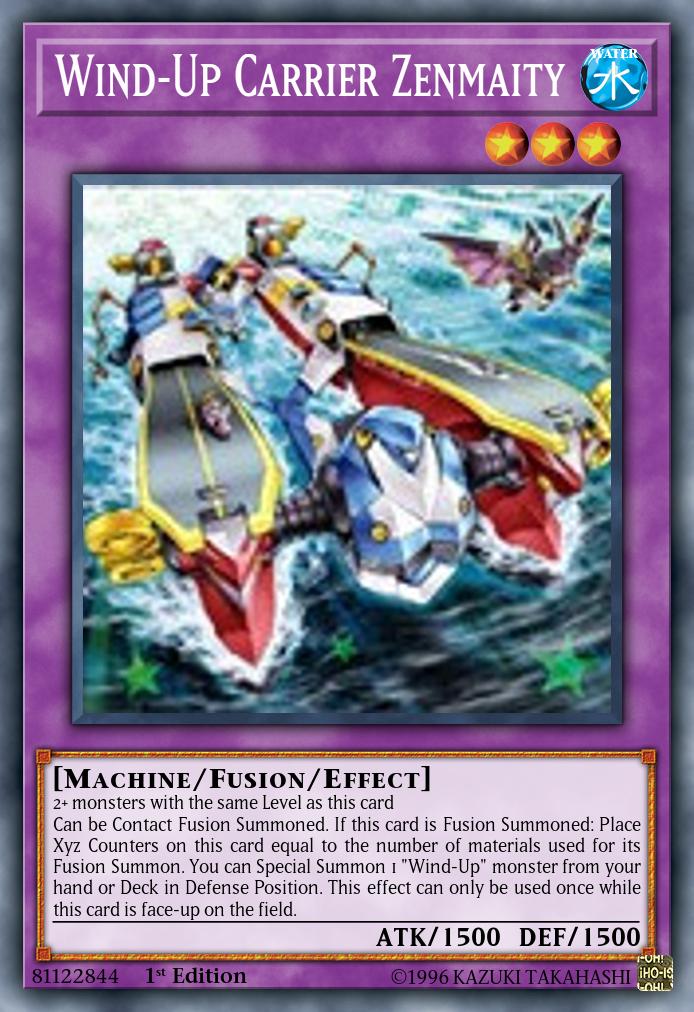 Wind-Up Carrier Zenmaity
WATER
水
[Machine/Fusion/Effect]
2+ monsters with the same Level as this card
Can be Contact Fusion Summoned. If this card is Fusion Summoned: Place
Xyz Counters on this card equal to the number of materials used for its
Fusion Summon. You can Special Summon 1 "Wind-Up" monster from your
hand or Deck in Defense Position. This effect can only be used once while
this card is face-up on the field.
ATK/1500 DEF/1500
81122844 1st Edition ©1996 KAZUKI TAKAHASHI